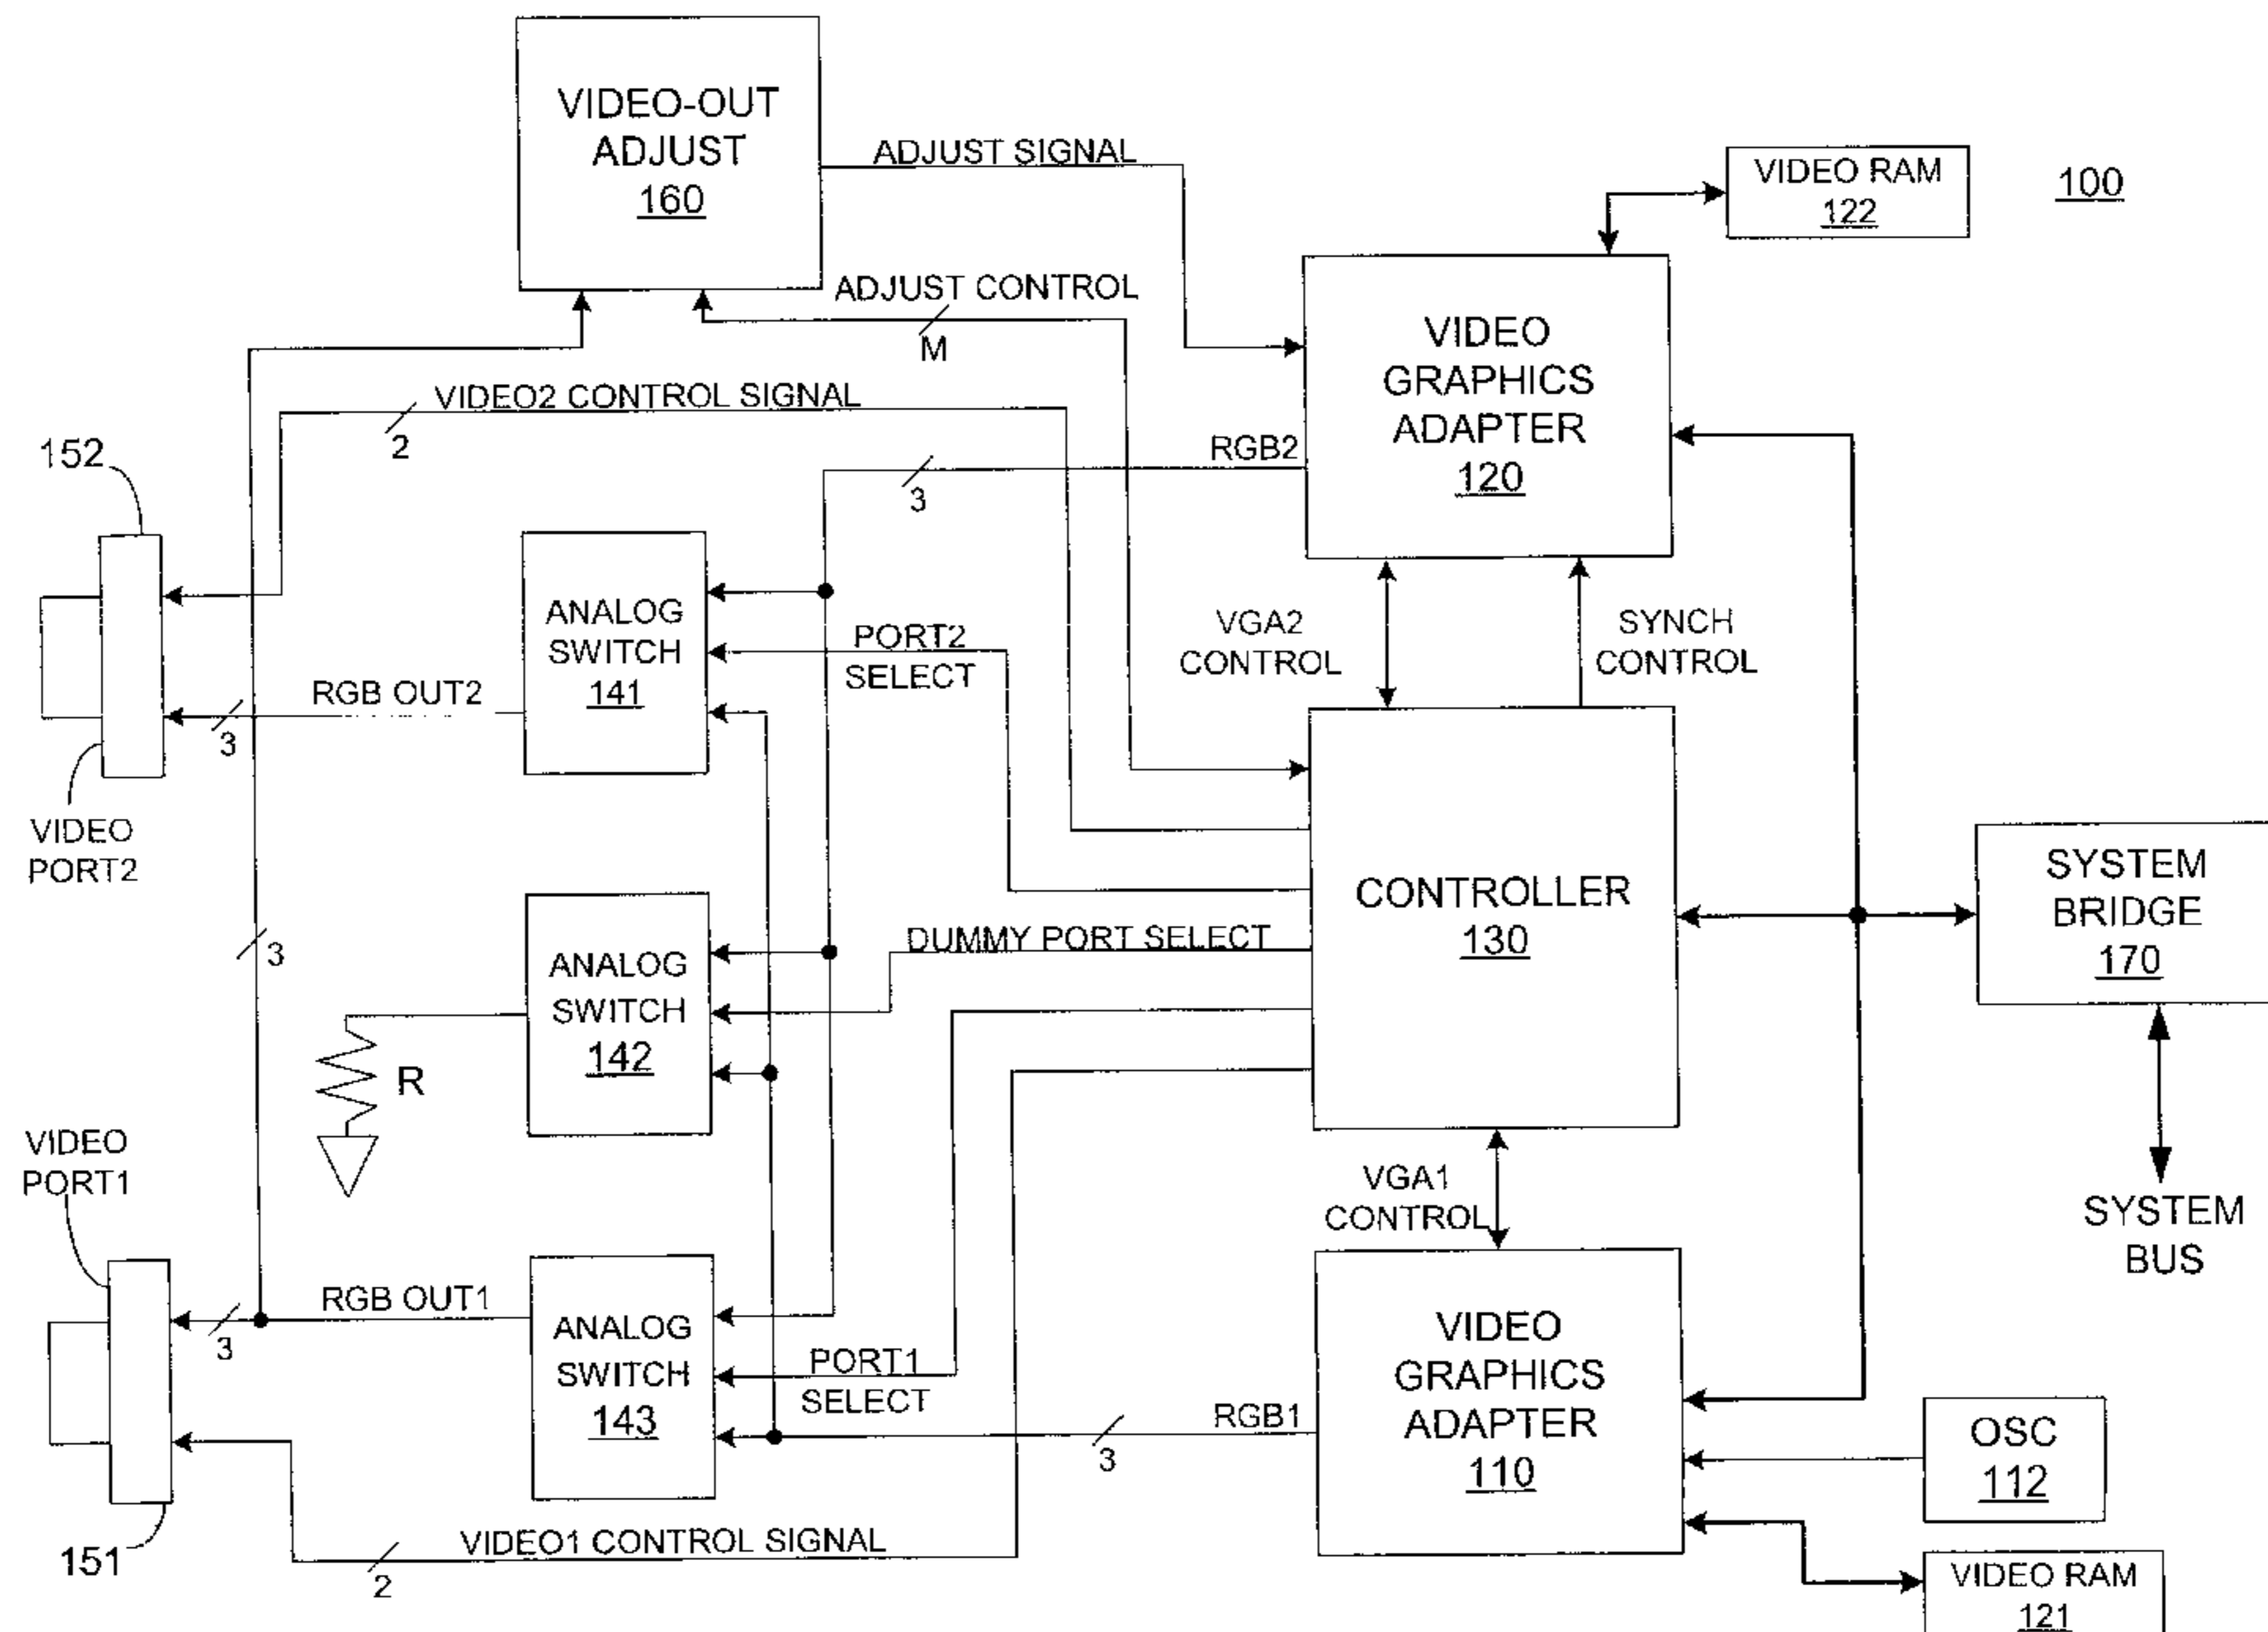 VIDEO-OUT
ADJUST
160
ADJUST SIGNAL
VIDEO RAM
122
100
ADJUST CONTROL
M
VIDEO
GRAPHICS
ADAPTER
120
VIDEO2 CONTROL SIGNAL
2
RGB2
3
152
ANALOG
SWITCH
141
PORT2
SELECT
VGA2
CONTROL
SYNCH
CONTROL
RGB OUT2
3
VIDEO
PORT2
CONTROLLER
130
SYSTEM
BRIDGE
170
3
ANALOG
SWITCH
142
DUMMY PORT SELECT
R
VIDEO
PORT1
VGA1
CONTROL
SYSTEM
BUS
RGB OUT1
3
ANALOG
SWITCH
143
PORT1
SELECT
RGB1
3
VIDEO
GRAPHICS
ADAPTER
110
OSC
112
151
VIDEO1 CONTROL SIGNAL
2
VIDEO RAM
121